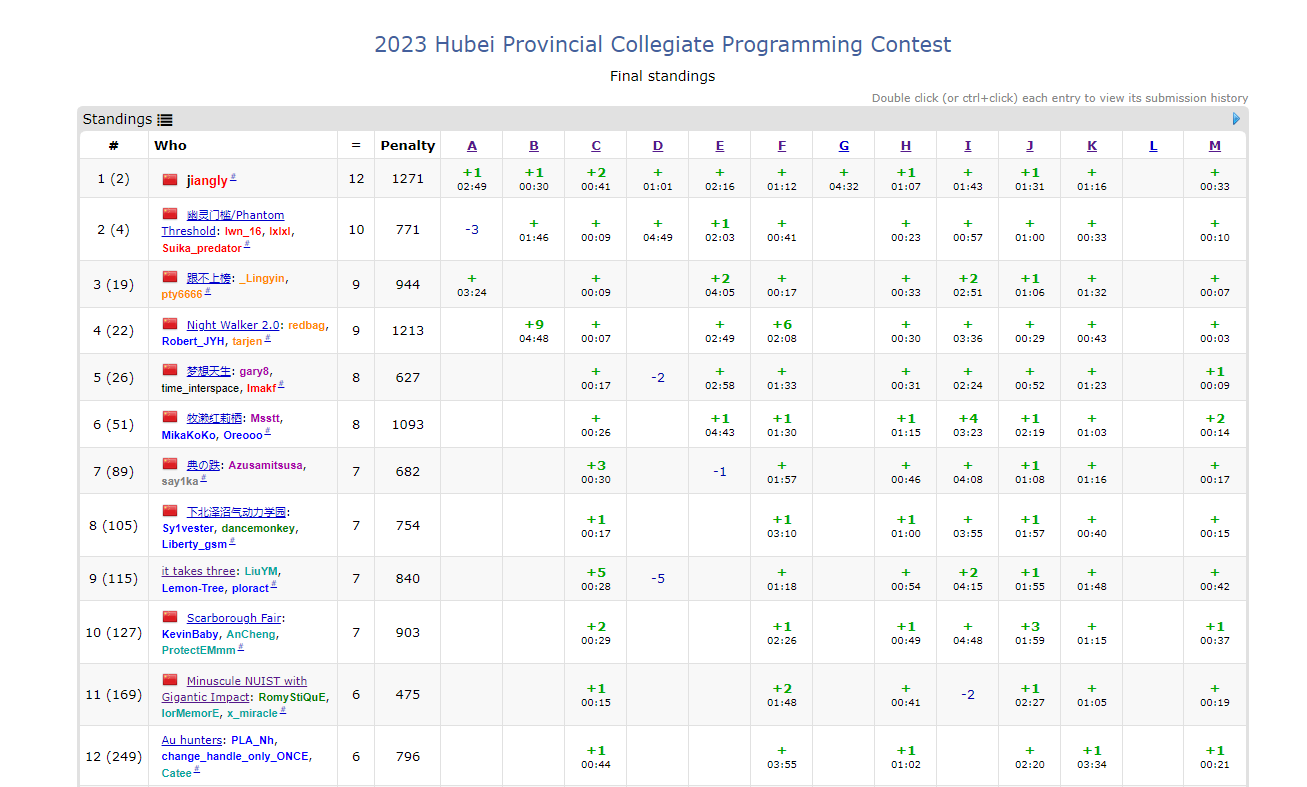 2023 Hubei Provincial Collegiate Programming Contest
Final standings
Double click (or ctrl+click) each entry to view its submission history
Standings
# Who = Penalty A B C D E F G H I J K L M
1 (2) jiangly# 12 1271 +1 +1 +2 + + + + +1 + +1 + +
02:49 00:30 00:41 01:01 02:16 01:12 04:32 01:07 01:43 01:31 01:16 00:33
幽灵门槛/Phantom
2 (4) Threshold: lwn_16, lxlxl, 10 771 -3 + + + +1 + + + + + +
01:46 00:09 04:49 02:03 00:41 00:23 00:57 01:00 00:33 00:10
Suika_predator#
3 (19) 跟不上榜: _Lingyin, 9 944 + + +2 + + +2 +1 + +
pty6666# 03:24 00:09 04:05 00:17 00:33 02:51 01:06 01:32 00:07
4 (22) Night Walker 2.0: redbag, 9 1213 +9 + + +6 + + + + +
Robert_JYH, tarjen# 04:48 00:07 02:49 02:08 00:30 03:36 00:29 00:43 00:03
5 (26) 梦想天生: gary8, 8 627 + -2 + + + + + + +1
time_interspace, lmakf# 00:17 02:58 01:33 00:31 02:24 00:52 01:23 00:09
6 (51) 牧濑红莉栖: Msstt, 8 1093 + +1 +1 +1 +4 +1 + +2
MikaKoKo, Oreooo# 00:26 04:43 01:30 01:15 03:23 02:19 01:03 00:14
7 (89) 典の跌: Azusamitsusa, 7 682 +3 -1 + + + +1 + +
say1ka# 00:30 01:57 00:46 04:08 01:08 01:16 00:17
下北泽沼气动力学园:
8 (105) Sy1vester, dancemonkey, 7 754 +1 +1 +1 + +1 + +
00:17 03:10 01:00 03:55 01:57 00:40 00:15
Liberty_gsm#
9 (115) it takes three: LiuYM, 7 840 +5 -5 + + +2 +1 + +
Lemon-Tree, ploract# 00:28 01:18 00:54 04:15 01:55 01:48 00:42
Scarborough Fair:
10 (127) KevinBaby, AnCheng, 7 903 +2 +1 +1 + +3 + +1
00:29 02:26 00:49 04:48 01:59 01:15 00:37
ProtectEMmm#
Minuscule NUIST with
11 (169) Gigantic Impact: RomyStiQuE, 6 475 +1 +2 + -2 +1 + +
00:15 01:48 00:41 02:27 01:05 00:19
IorMemorE, x_miracle#
Au hunters: PLA_Nh,
12 (249) change_handle_only_ONCE, 6 796 +1 + +1 + +1 +1
00:44 03:55 01:02 02:20 03:34 00:21
Catee#